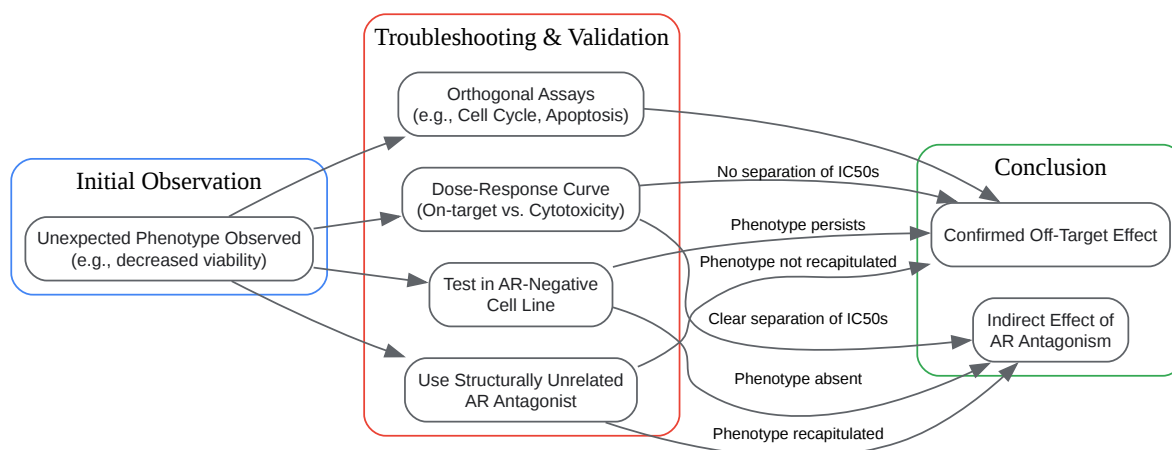 Troubleshooting & Validation
Orthogonal Assays
(e.g., Cell Cycle, Apoptosis)
Initial Observation
Conclusion
Dose-Response Curve
(On-target vs. Cytotoxicity)
No separation of IC50s
Unexpected Phenotype Observed
(e.g., decreased viability)
Phenotype persists
Confirmed Off-Target Effect
Phenotype not recapitulated
Test in AR-Negative
Cell Line
Clear separation of IC50s
Indirect Effect of
AR Antagonism
Use Structurally Unrelated
AR Antagonist
Phenotype absent
Phenotype recapitulated